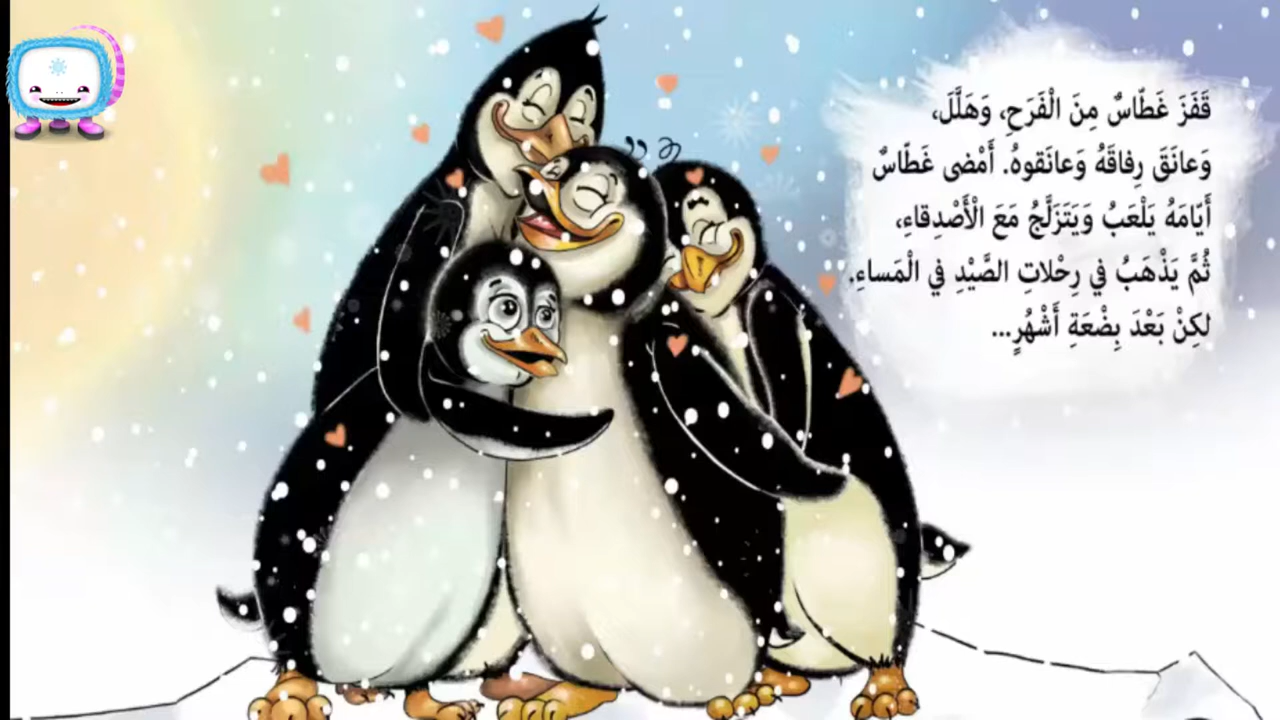 قَفَزَ غَطّاسٌ مِنَ الْفَرَحِ، وَهَلَّلَ،
وَعانَقَ رِفاقَهُ وَعانَقوهُ. أَمْضى غَطّاسٌ
أَيّامَهُ يَلْعَبُ وَيَتَزَلَّجُ مَعَ الْأَصْدِقاءِ،
ثُمَّ يَذْهَبُ في رِحْلاتِ الصَّيْدِ في الْمَساءِ.
لكِنْ بَعْدَ بِضْعَةِ أَشْهُرٍ...